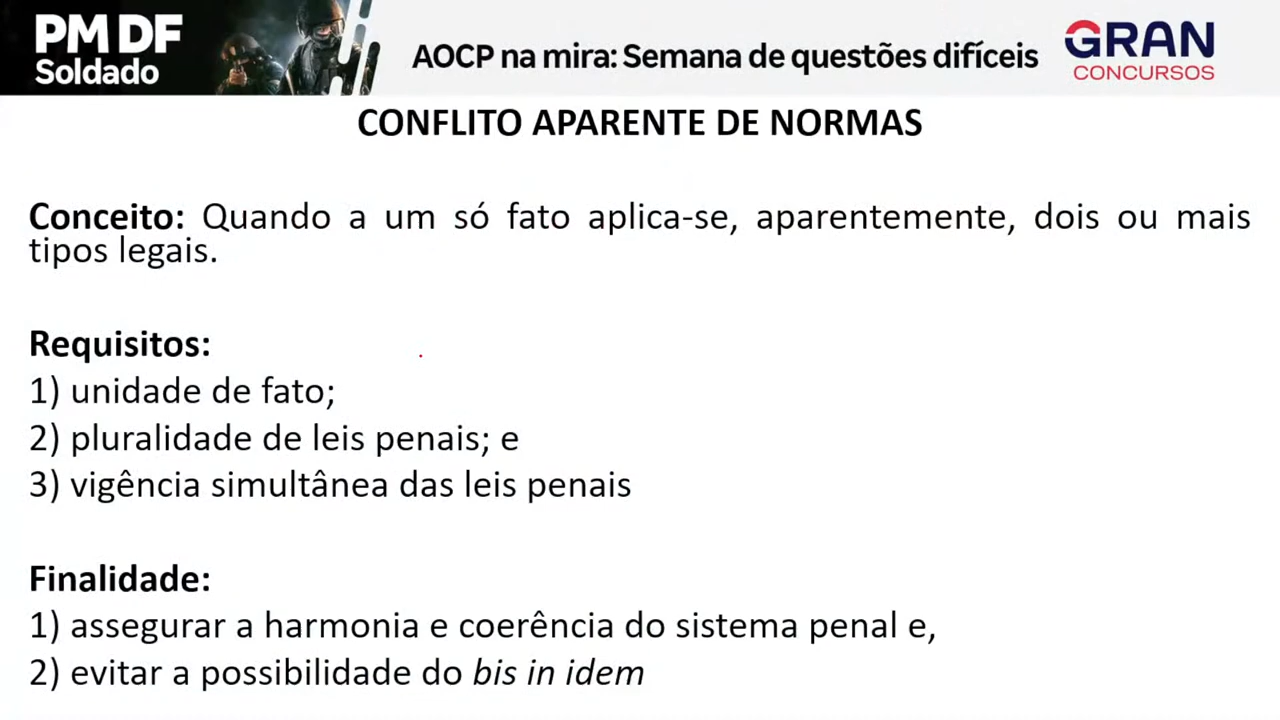 PM DF
Soldado
AOCP na mira: Semana de questões difíceis
GRAN
CONCURSOS
CONFLITO APARENTE DE NORMAS
Conceito: Quando a um só fato aplica-se, aparentemente, dois ou mais
tipos legais.
Requisitos:
1) unidade de fato;
2) pluralidade de leis penais; e
3) vigência simultânea das leis penais
Finalidade:
1) assegurar a harmonia e coerência do sistema penal e,
2) evitar a possibilidade do bis in idem